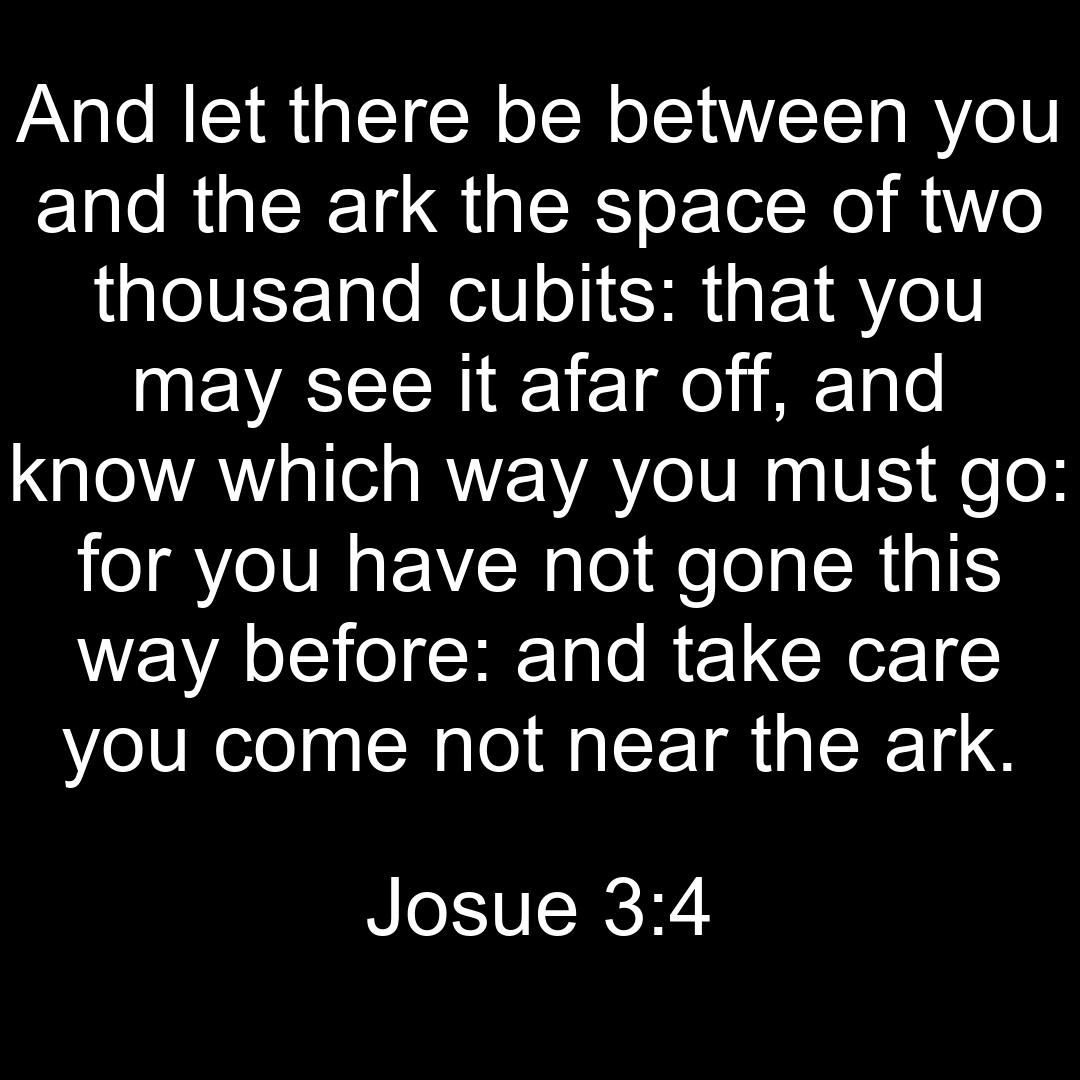 And let there be between you
and the ark the space of two
thousand cubits: that you
may see it afar off, and
know which way you must go:
for you have not gone this
way before: and take care
you come not near the ark.
Josue 3:4